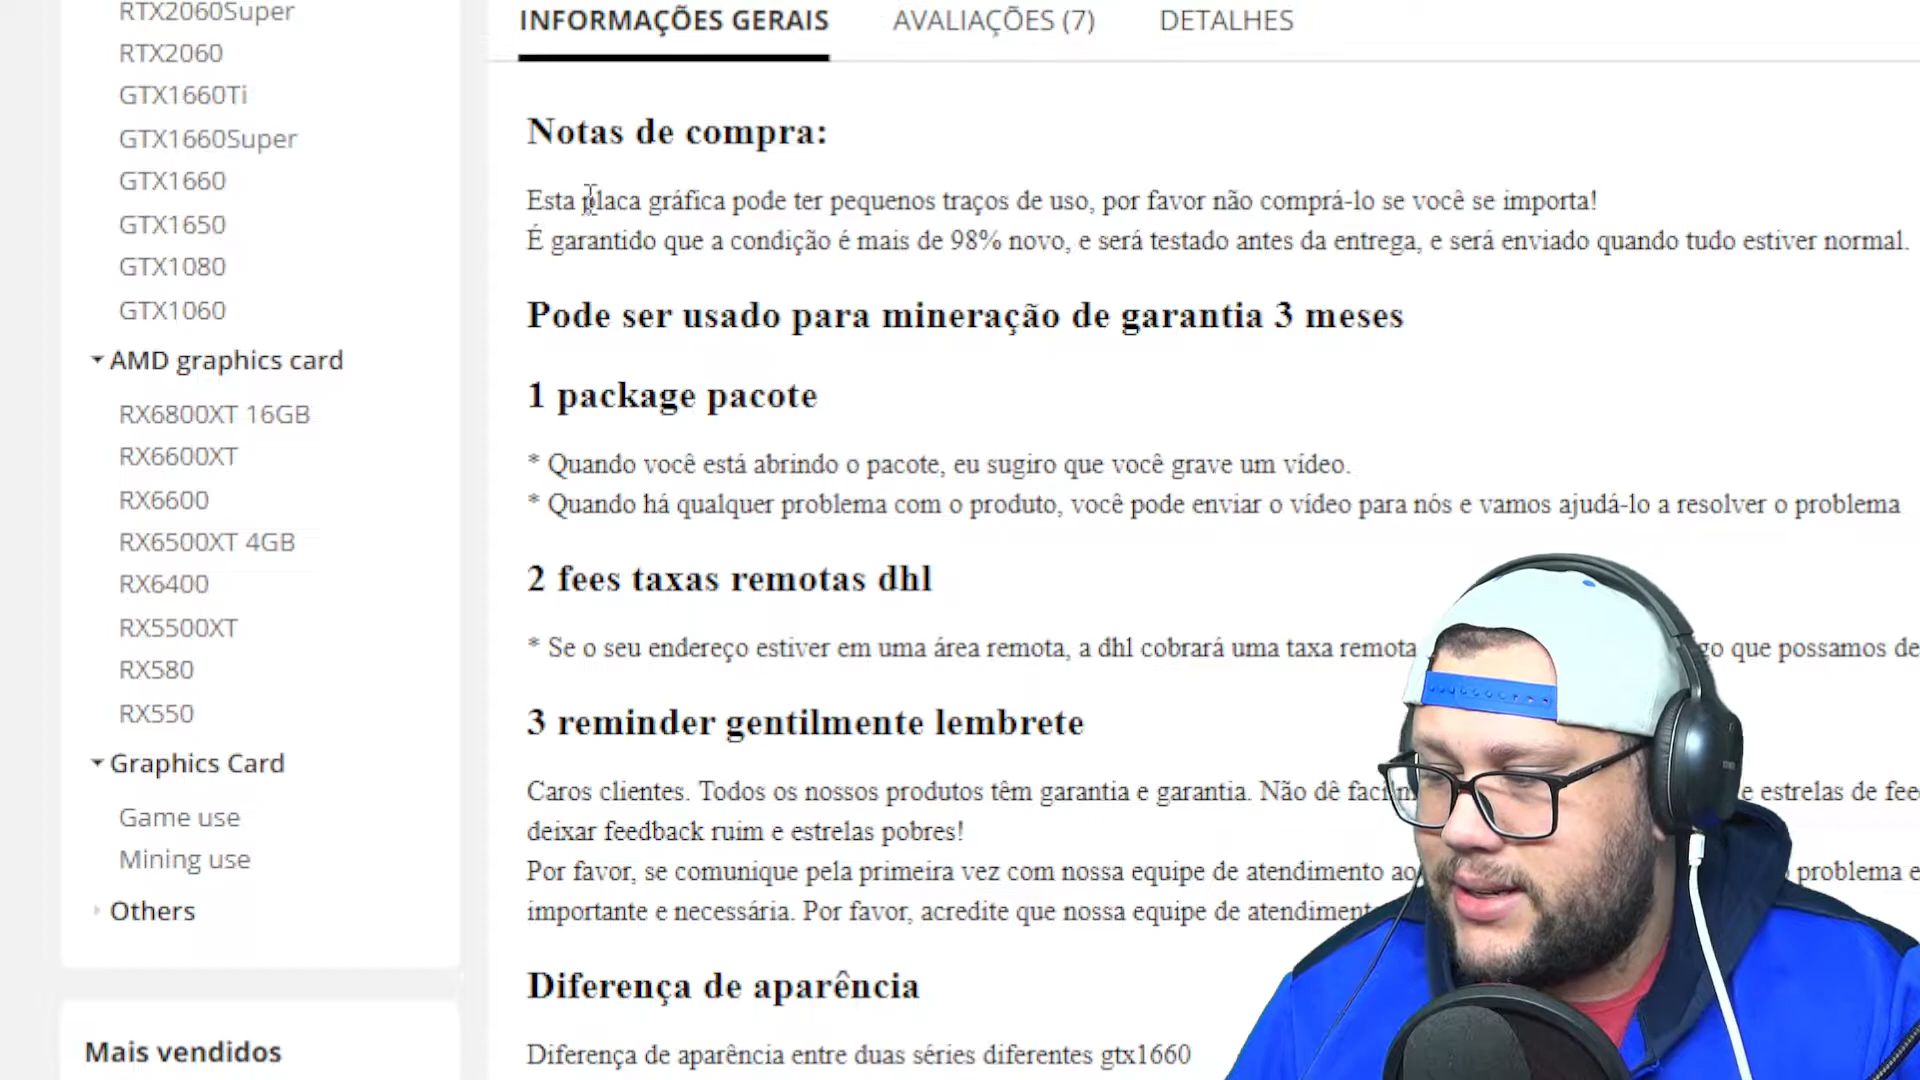 RTX2060Super
RTX2060
GTX1660Ti
GTX1660Super
GTX1660
GTX1650
GTX1080
GTX1060
AMD graphics card
RX6800XT 16GB
RX6600XT
RX6600
RX6500XT 4GB
RX6400
RX5500XT
RX580
RX550
Graphics Card
Game use
Mining use
Others
Mais vendidos
INFORMAÇÕES GERAIS AVALIAÇÕES (7) DETALHES
Notas de compra:
Esta placa gráfica pode ter pequenos traços de uso, por favor não comprá-lo se você se importa!
É garantido que a condição é mais de 98% novo, e será testado antes da entrega, e será enviado quando tudo estiver normal.
Pode ser usado para mineração de garantia 3 meses
1 package pacote
* Quando você está abrindo o pacote, eu sugiro que você grave um vídeo.
* Quando há qualquer problema com o produto, você pode enviar o vídeo para nós e vamos ajudá-lo a resolver o problema
2 fees taxas remotas dhl
* Se o seu endereço estiver em uma área remota, a dhl cobrará uma taxa remota que possamos de
3 reminder gentilmente lembrete
Caros clientes. Todos os nossos produtos têm garantia e garantia. Não dê estrelas de fee
deixar feedback ruim e estrelas pobres!
Por favor, se comunique pela primeira vez com nossa equipe de atendimento ao problema e
importante e necessária. Por favor, acredite que nossa equipe de atendiment
Diferença de aparência
Diferença de aparência entre duas séries diferentes gtx1660